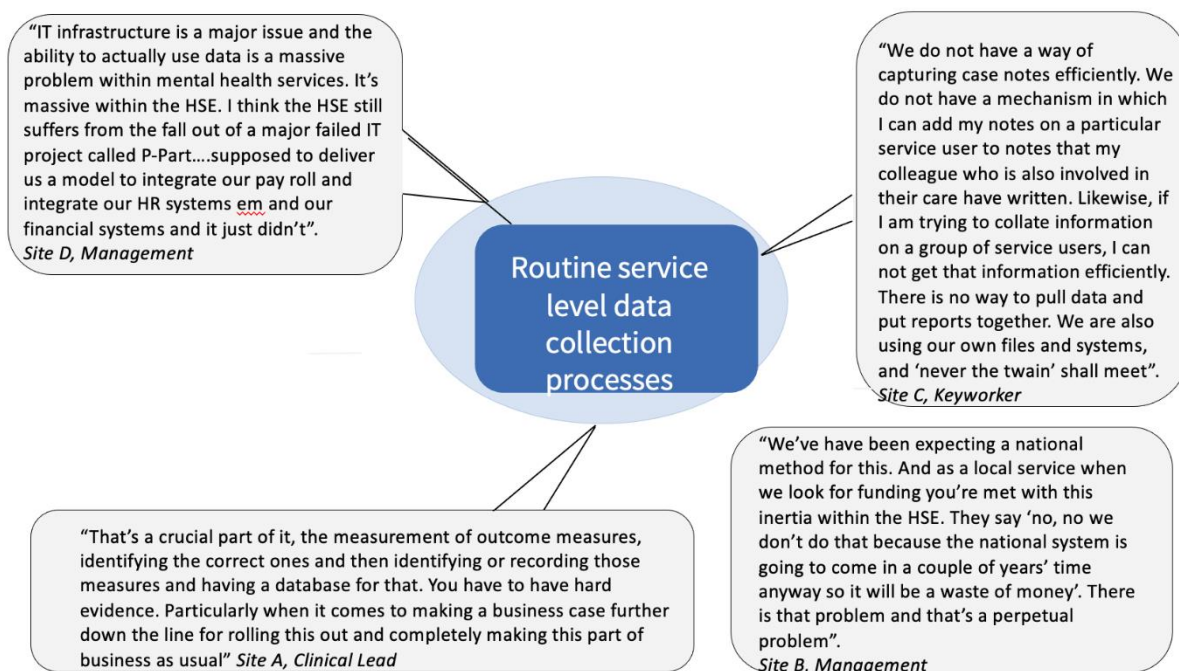 “IT infrastructure is a major issue and the
ability to actually use data is a massive
problem within mental health services. It’s
massive within the HSE. I think the HSE still
suffers from the fall out of a major failed IT
project called P-Part….supposed to deliver
us a model to integrate our pay roll and
integrate our HR systems em and our
financial systems and it just didn’t”.
Site D, Management
“We do not have a way of
capturing case notes efficiently. We
do not have a mechanism in which
I can add my notes on a particular
service user to notes that my
colleague who is also involved in
their care have written. Likewise, if
I am trying to collate information
on a group of service users, I can
not get that information efficiently.
There is no way to pull data and
put reports together. We are also
using our own files and systems,
and ‘never the twain’ shall meet”.
Site C, Keyworker
Routine service
level data
collection
processes
“That’s a crucial part of it, the measurement of outcome measures,
identifying the correct ones and then identifying or recording those
measures and having a database for that. You have to have hard
evidence. Particularly when it comes to making a business case further
down the line for rolling this out and completely making this part of
business as usual” Site A, Clinical Lead
“We’ve have been expecting a national
method for this. And as a local service when
we look for funding you’re met with this
inertia within the HSE. They say ‘no, no we
don’t do that because the national system is
going to come in a couple of years’ time
anyway so it will be a waste of money’. There
is that problem and that’s a perpetual
problem”.
Site B, Management